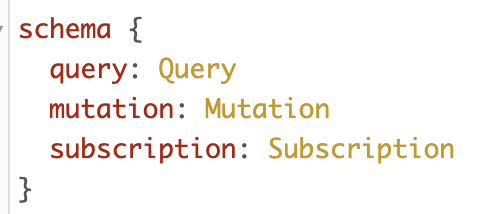 schema {
  query: Query
  mutation: Mutation
  subscription: Subscription
}